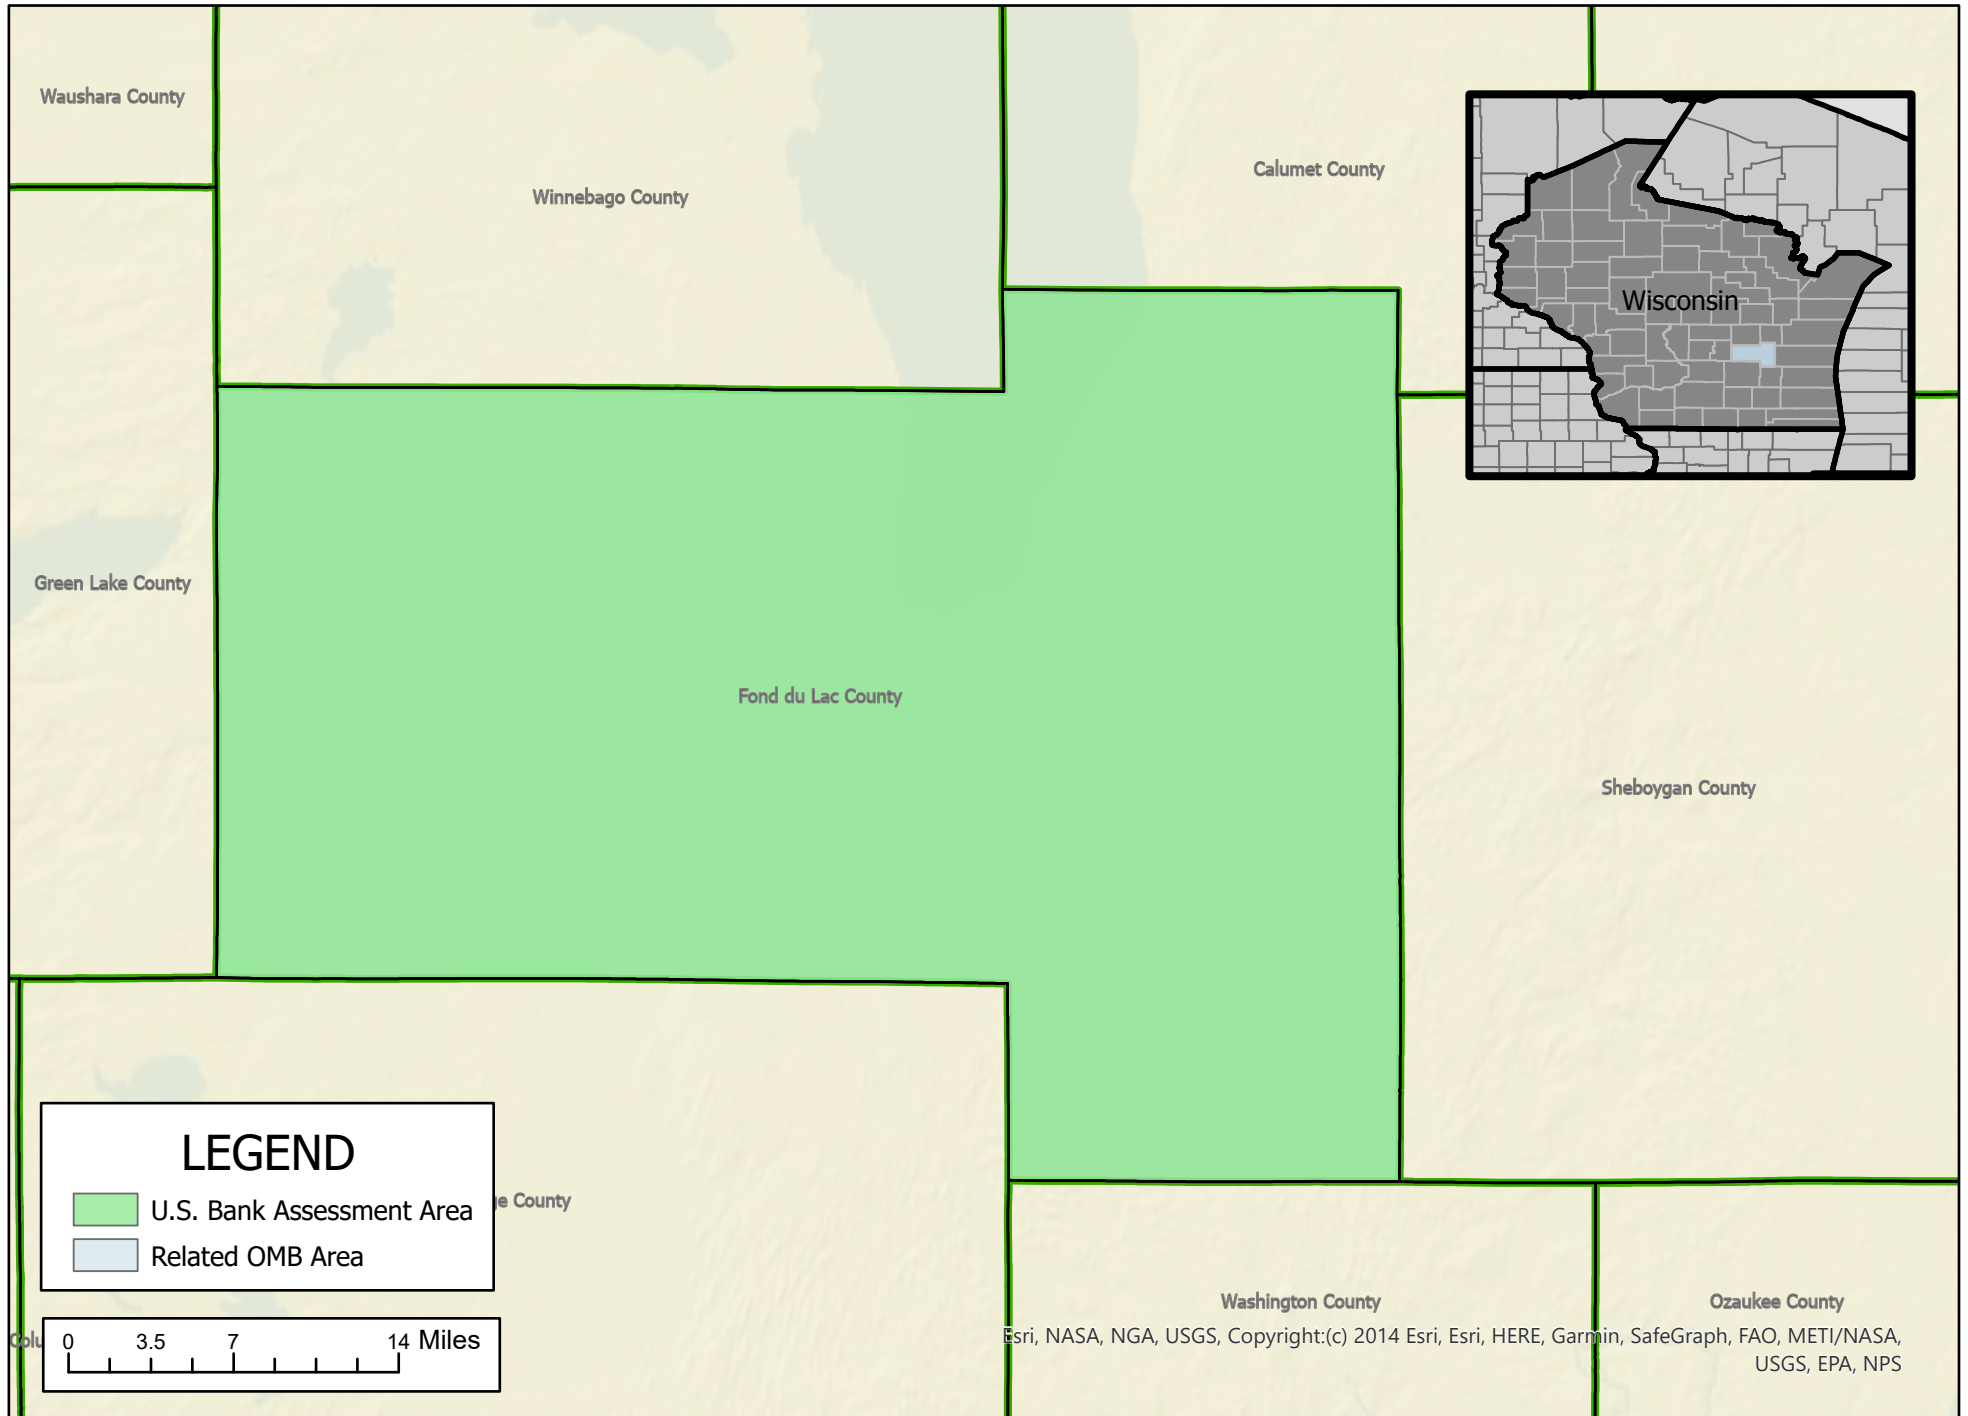 Waushara County
Winnebago County
Calumet County
Wisconsin
Green Lake County
Fond du Lac County
Sheboygan County
LEGEND
U.S. Bank Assessment Area
Related OMB Area
County
Washington County
Ozaukee County
0 3.5 7 14 Miles
Esri, NASA, NGA, USGS, Copyright:(c) 2014 Esri, Esri, HERE, Garmin, SafeGraph, FAO, METI/NASA,
USGS, EPA, NPS